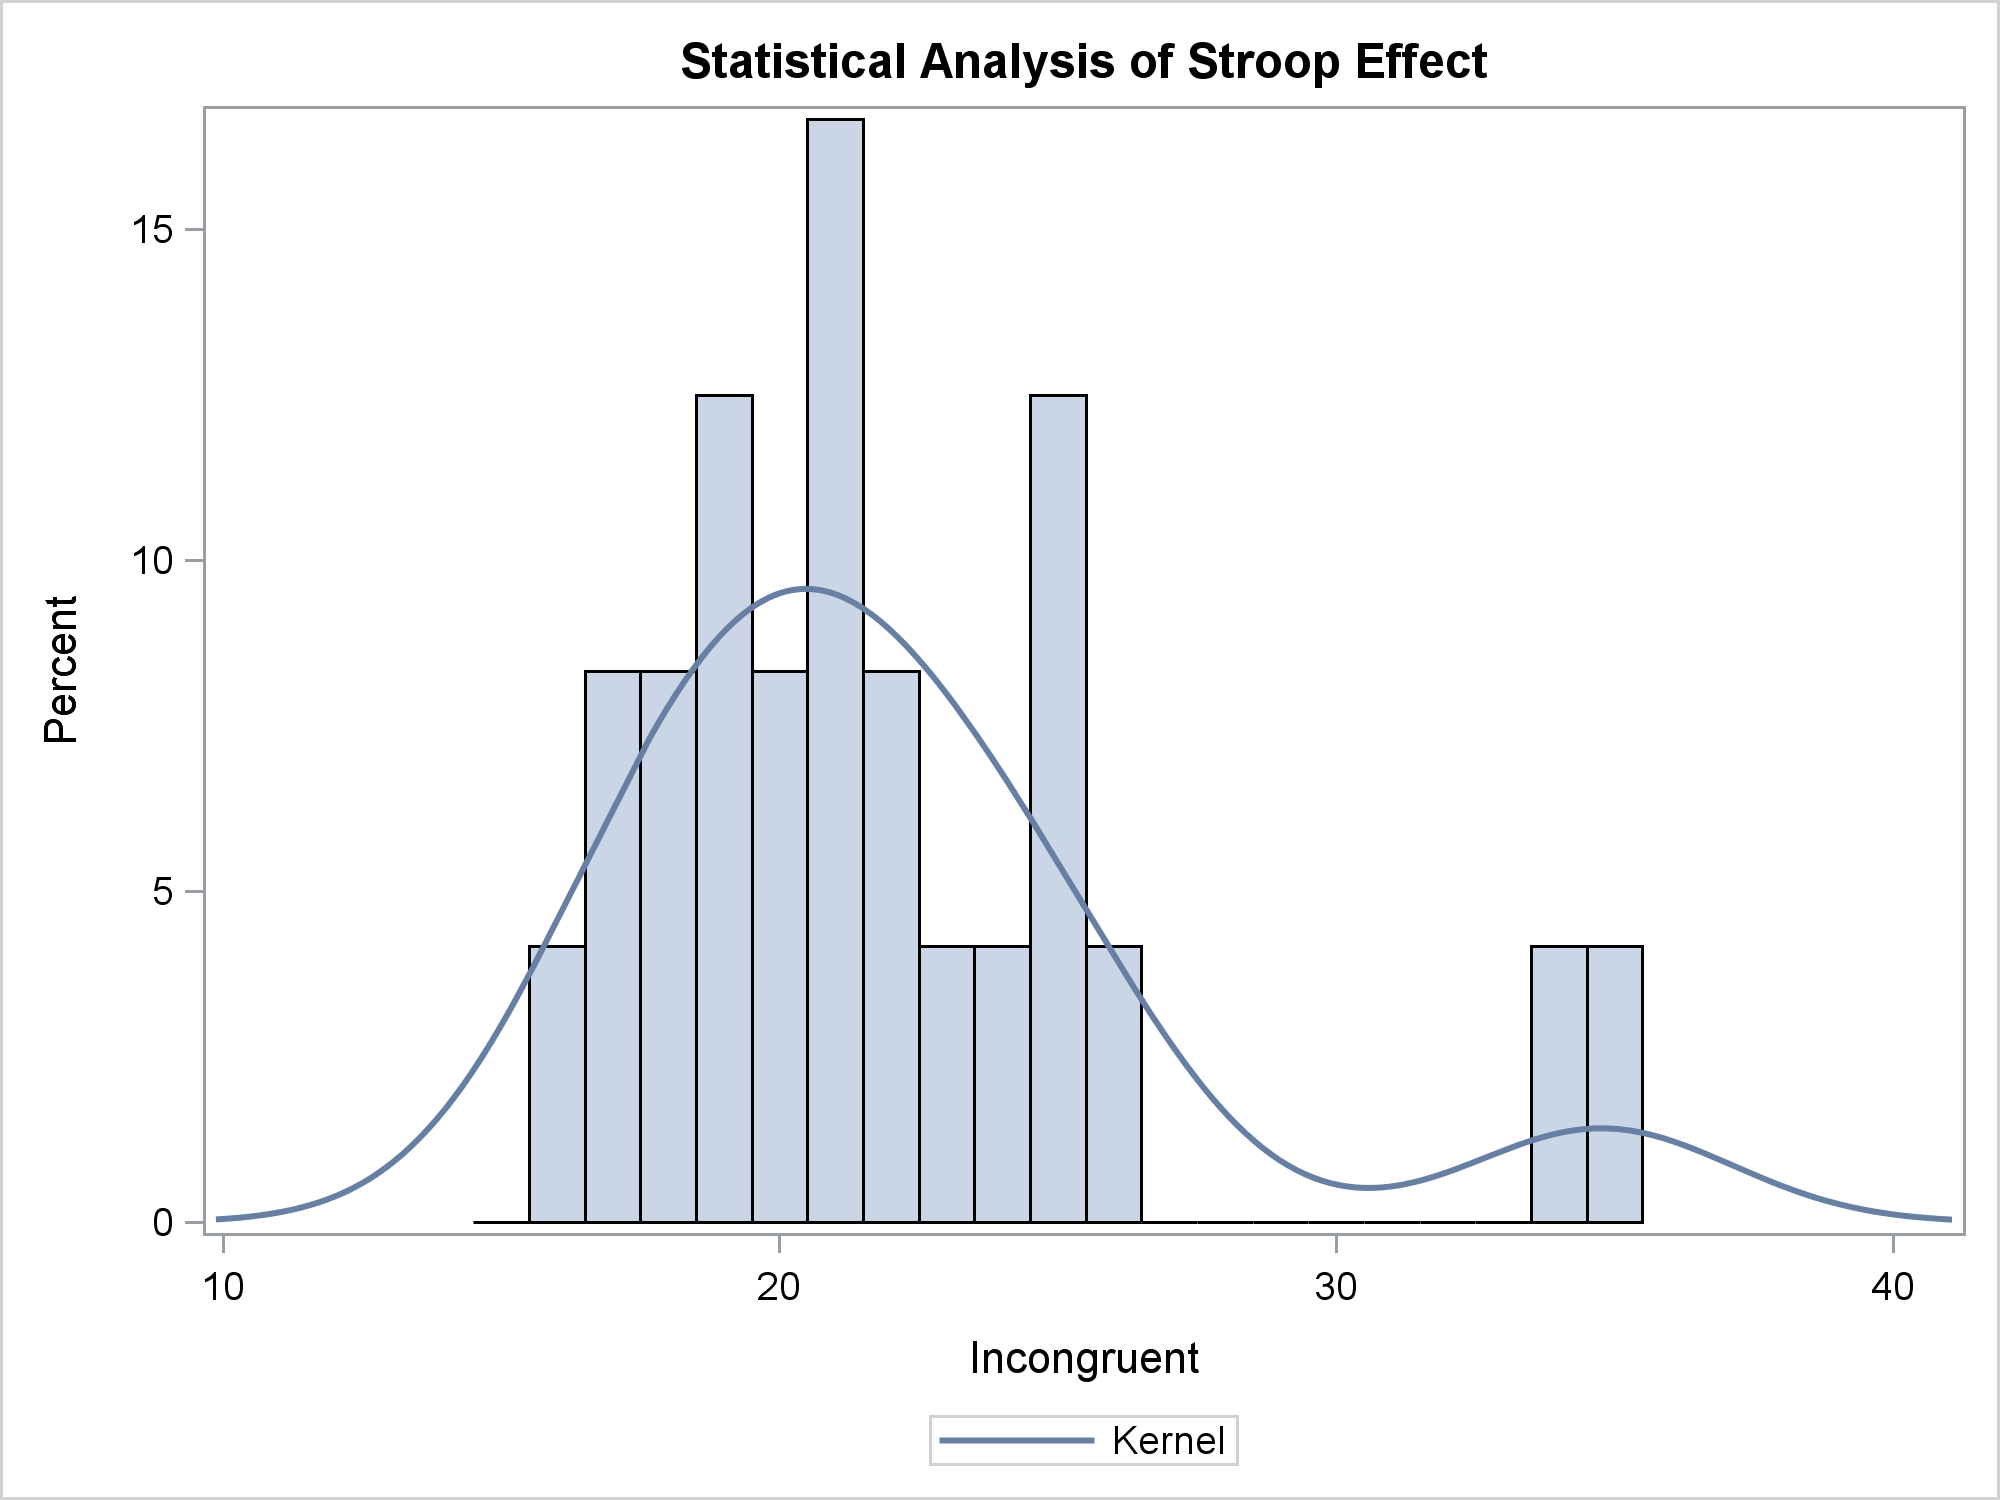 Statistical Analysis of Stroop Effect
15
10
5
0
Percent
10 20 30 40
Incongruent
Kernel